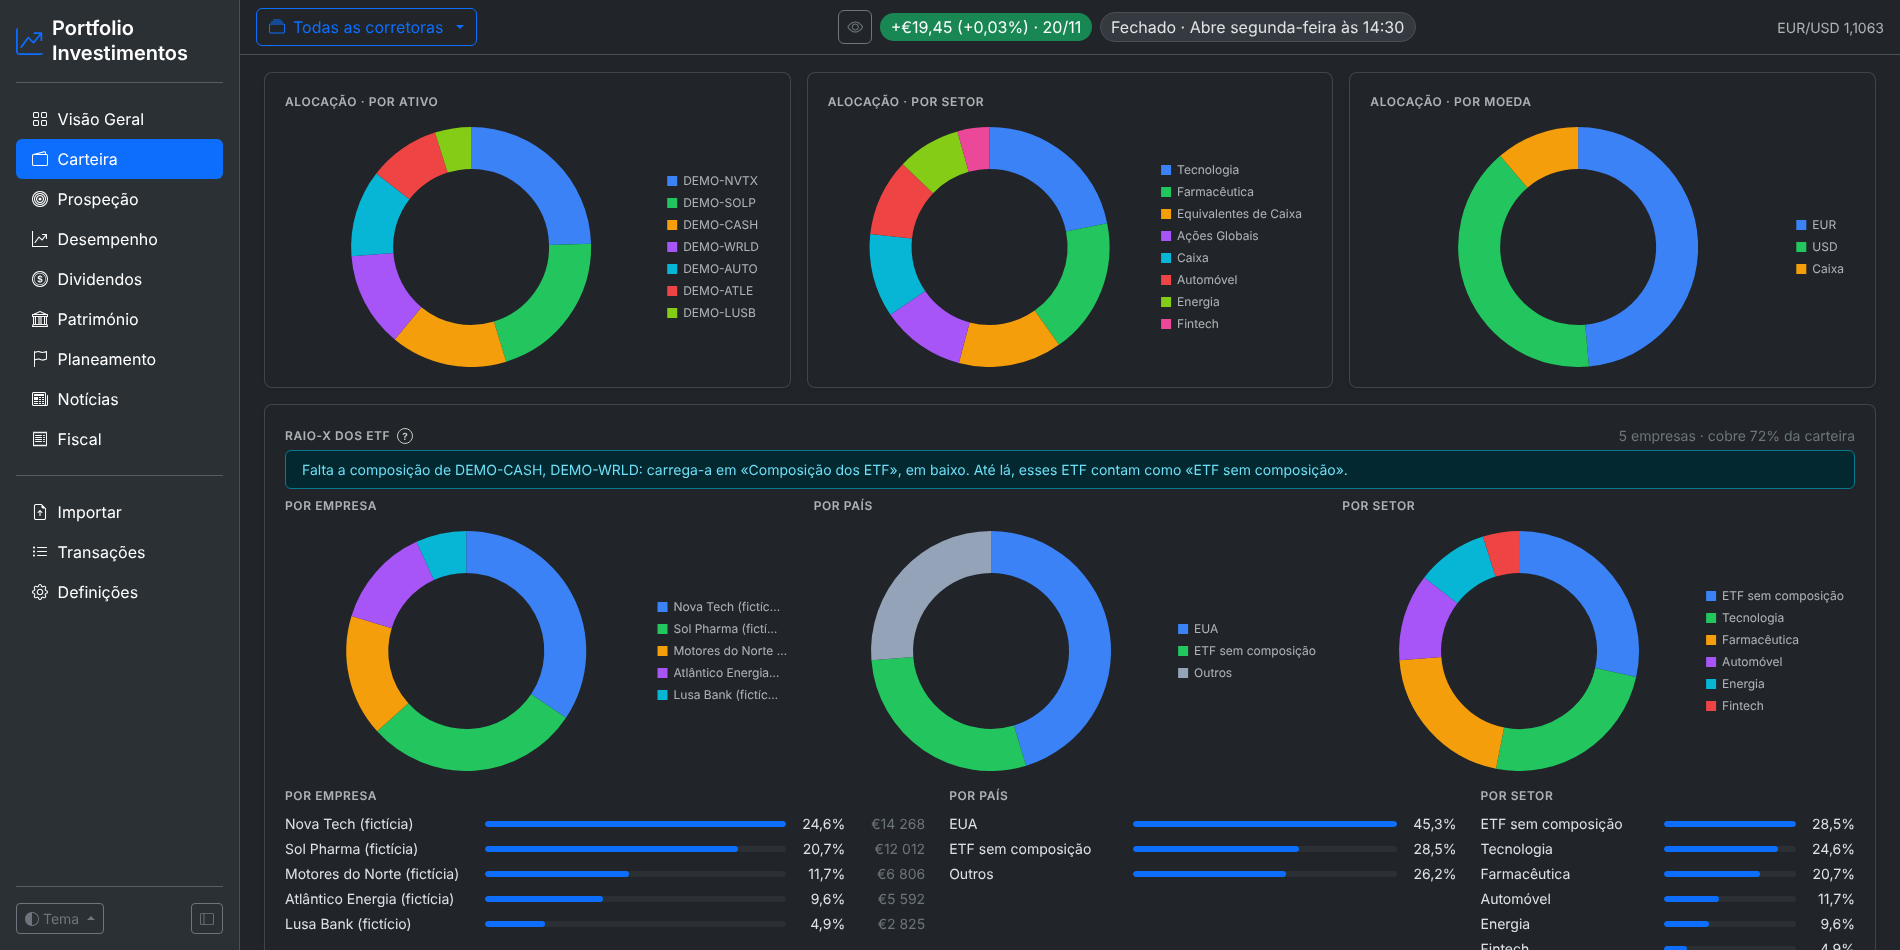 Portfolio
Investimentos
Visão Geral
Carteira
Prospeção
Desempenho
Dividendos
Património
Planeamento
Notícias
Fiscal
Importar
Transações
Definições
Tema
Todas as corretoras
+€19,45 (+0,03%) · 20/11
Fechado · Abre segunda-feira às 14:30
EUR/USD 1,1063
ALOCAÇÃO · POR ATIVO
DEMO-NVTX
DEMO-SOLP
DEMO-CASH
DEMO-WRLD
DEMO-AUTO
DEMO-ATLE
DEMO-LUSB
ALOCAÇÃO · POR SETOR
Tecnologia
Farmacêutica
Equivalentes de Caixa
Ações Globais
Caixa
Automóvel
Energia
Fintech
ALOCAÇÃO · POR MOEDA
EUR
USD
Caixa
RAIO-X DOS ETF ?
5 empresas · cobre 72% da carteira
Falta a composição de DEMO-CASH, DEMO-WRLD: carrega-a em «Composição dos ETF», em baixo. Até lá, esses ETF contam como «ETF sem composição».
POR EMPRESA
Nova Tech (fictíc...
Sol Pharma (fictí...
Motores do Norte ...
Atlântico Energia...
Lusa Bank (fictíc...
POR PAÍS
EUA
ETF sem composição
Outros
POR SETOR
ETF sem composição
Tecnologia
Farmacêutica
Automóvel
Energia
Fintech
POR EMPRESA
Nova Tech (fictícia) 24,6% €14 268
Sol Pharma (fictícia) 20,7% €12 012
Motores do Norte (fictícia) 11,7% €6 806
Atlântico Energia (fictícia) 9,6% €5 592
Lusa Bank (fictício) 4,9% €2 825
POR PAÍS
EUA 45,3%
ETF sem composição 28,5%
Outros 26,2%
POR SETOR
ETF sem composição 28,5%
Tecnologia 24,6%
Farmacêutica 20,7%
Automóvel 11,7%
Energia 9,6%
Fintech 4,9%